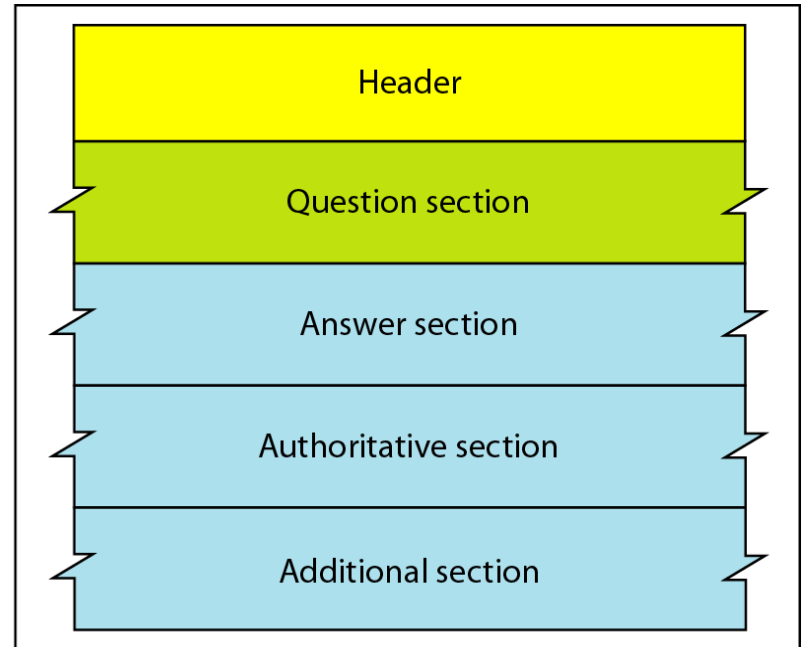 Header
Question section
Answer section
Authoritative section
Additional section